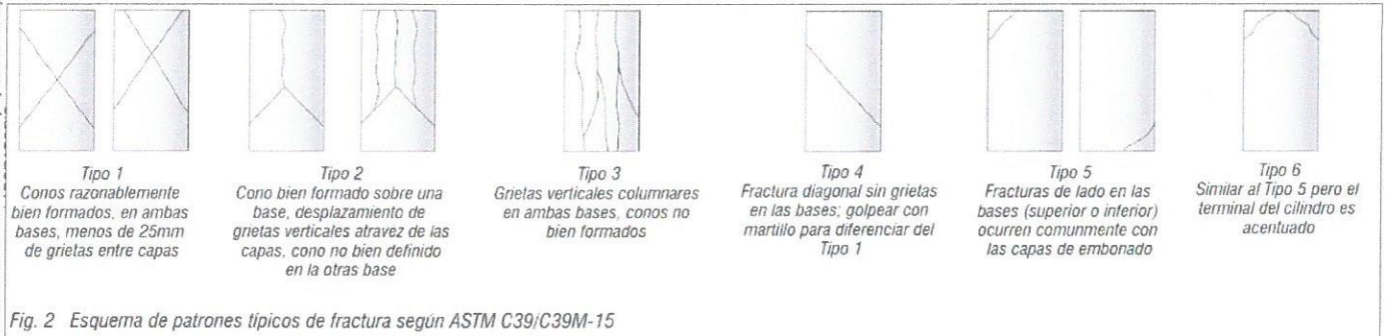 Tipo 1
Conos razonablemente
bien formados, en ambas
bases, menos de 25mm
de grietas entre capas
Tipo 2
Cono bien formado sobre una
base, desplazamiento de
grietas verticales atravez de las
capas, cono no bien definido
en la otras base
Tipo 3
Grietas verticales columnares
en ambas bases, conos no
bien formados
Tipo 4
Fractura diagonal sin grietas
en las bases; golpear con
martillo para diferenciar del
Tipo 1
Tipo 5
Fracturas de lado en las
bases (superior o inferior)
ocurren comunmente con
las capas de embonado
Tipo 6
Similar al Tipo 5 pero el
terminal del cilindro es
acentuado
Fig. 2 Esquema de patrones típicos de fractura según ASTM C39/C39M-15